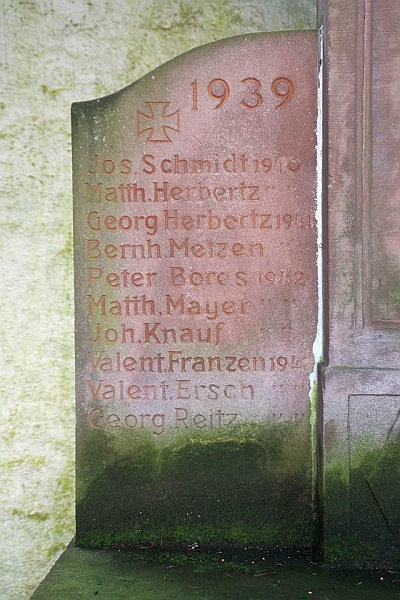 1939
Jos. Schmidt 1940
Matth. Herbertz " "
Georg Herbertz 1941
Bernh. Metzen " "
Peter Bores 1942
Matth. Mayer " "
Joh. Knauf " "
Valent. Franzen
Valent. Ersch " "
Georg Reitz " "